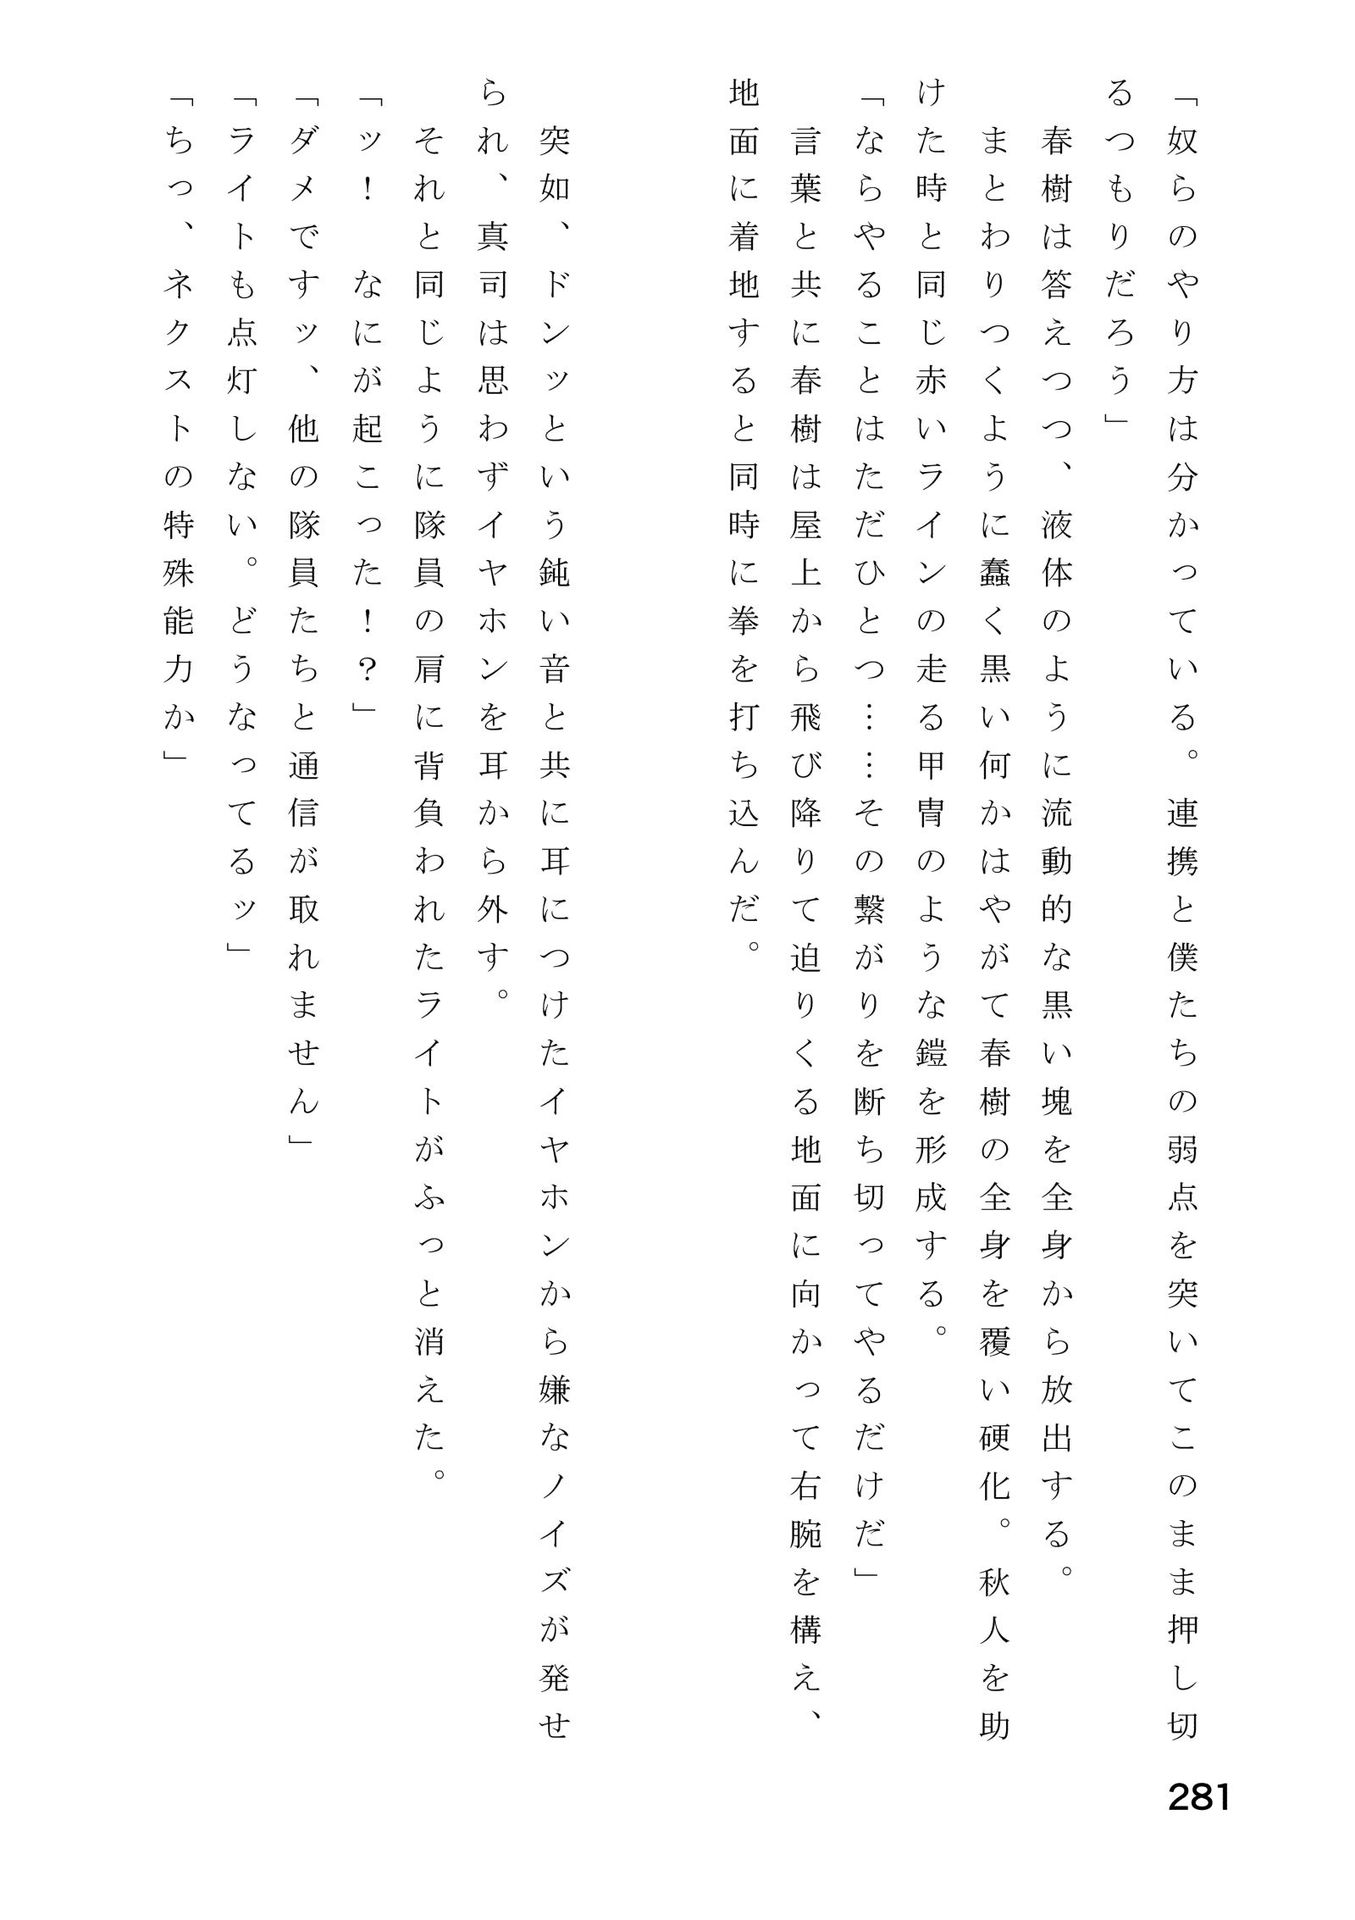 「奴らのやり方は分かっている。連携と僕たちの弱点を突いてこのまま押し切
るつもりだろう」
　春樹は答えつつ、液体のように流動的な黒い塊を全身から放出する。
　まとわりつくように蠢く黒い何かはやがて春樹の全身を覆い硬化。秋人を助
けた時と同じ赤いラインの走る甲冑のような鎧を形成する。
「ならやることはただひとつ……その繋がりを断ち切ってやるだけだ」
　言葉と共に春樹は屋上から飛び降りて迫りくる地面に向かって右腕を構え、
地面に着地すると同時に拳を打ち込んだ。
　突如、ドンッという鈍い音と共に耳につけたイヤホンから嫌なノイズが発せ
られ、真司は思わずイヤホンを耳から外す。
　それと同じように隊員の肩に背負われたライトがふっと消えた。
「ッ！　なにが起こった！？」
「ダメですッ、他の隊員たちと通信が取れません」
「ライトも点灯しない。どうなってるッ」
「ちっ、ネクストの特殊能力か」
281